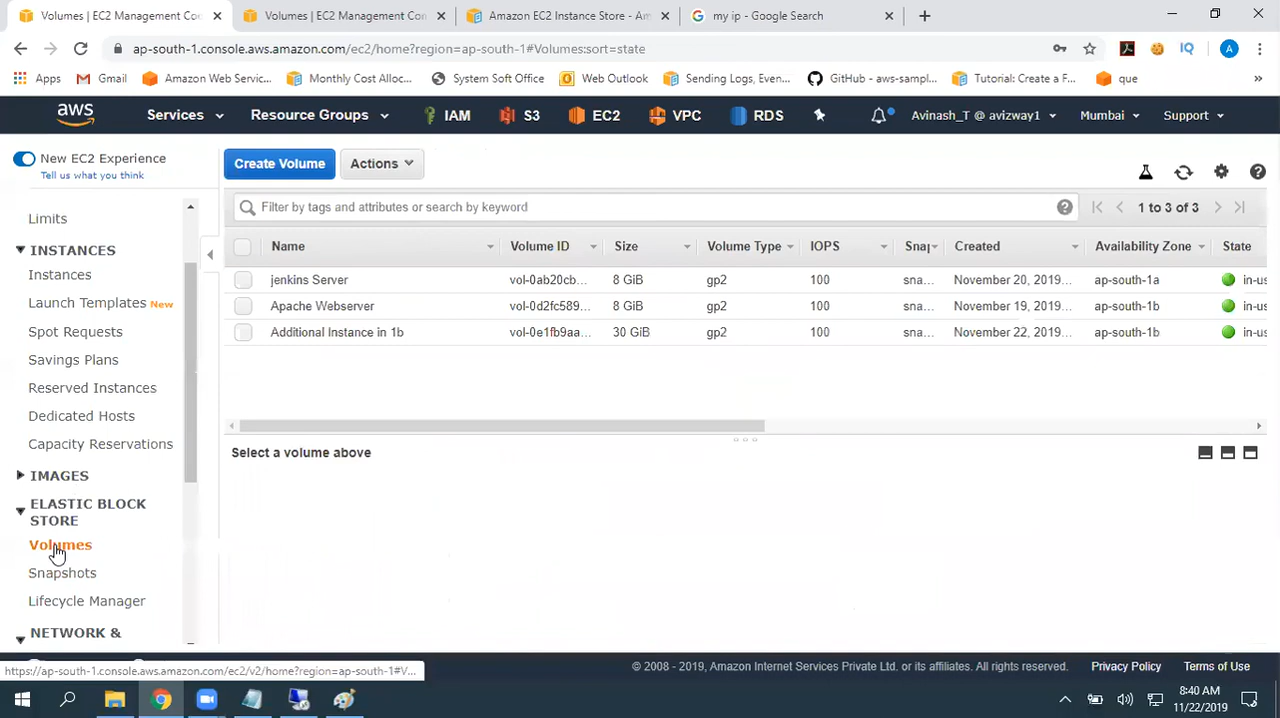 Volumes | EC2 Management Con
Volumes | EC2 Management Con
Amazon EC2 Instance Store - Am
my ip - Google Search
ap-south-1.console.aws.amazon.com/ec2/home?region=ap-south-1#Volumes:sort=state
Apps
Gmail
Amazon Web Servic...
Monthly Cost Alloc...
System Soft Office
Web Outlook
Sending Logs, Even...
GitHub - aws-sampl...
Tutorial: Create a F...
que
aws
Services
Resource Groups
IAM
S3
EC2
VPC
RDS
Avinash_T @ avizway1
Mumbai
Support
New EC2 Experience
Tell us what you think
Limits
INSTANCES
Instances
Launch Templates New
Spot Requests
Savings Plans
Reserved Instances
Dedicated Hosts
Capacity Reservations
IMAGES
ELASTIC BLOCK
STORE
Volumes
Snapshots
Lifecycle Manager
NETWORK &
Create Volume
Actions
Filter by tags and attributes or search by keyword
1 to 3 of 3
Name Volume ID Size Volume Type IOPS Snap Created Availability Zone State
jenkins Server vol-0ab20cb... 8 GiB gp2 100 sna... November 20, 2019... ap-south-1a in-us
Apache Webserver vol-0d2fc589... 8 GiB gp2 100 sna... November 19, 2019... ap-south-1b in-us
Additional Instance in 1b vol-0e1fb9aa... 30 GiB gp2 100 sna... November 22, 2019... ap-south-1b in-us
Select a volume above
https://ap-south-1.console.aws.amazon.com/ec2/v2/home?region=ap-south-1#V...
© 2008 - 2019, Amazon Internet Services Private Ltd. or its affiliates. All rights reserved.
Privacy Policy
Terms of Use
8:40 AM
11/22/2019